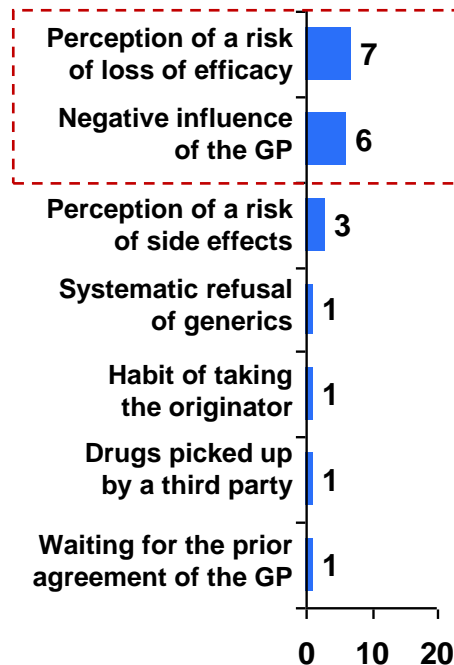 Perception of a risk
of loss of efficacy
7
Negative influence
of the GP
6
Perception of a risk
of side effects
3
Systematic refusal
of generics
1
Habit of taking
the originator
1
Drugs picked up
by a third party
1
Waiting for the prior
agreement of the GP
1
0 10 20